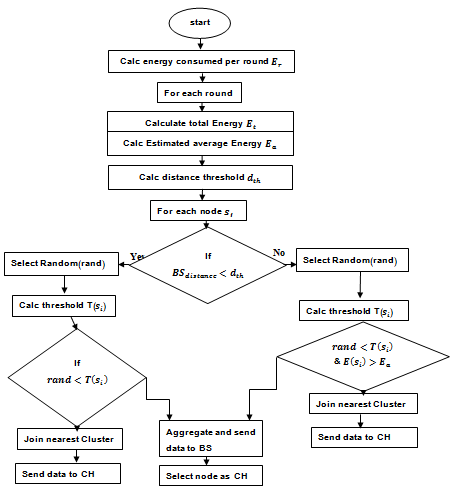 start
Calc energy consumed per round E_r
For each round
Calculate total Energy E_t
Calc Estimated average Energy E_a
Calc distance threshold d_th
For each node s_i
If
BS_distance < d_th
Yes
No
Select Random(rand)
Calc threshold T(s_i)
If
rand < T(s_i)
Join nearest Cluster
Send data to CH
Select Random(rand)
Calc threshold T(s_i)
rand < T(s_i)
& E(s_i) > E_a
Join nearest Cluster
Send data to CH
Aggregate and send
data to BS
Select node as CH